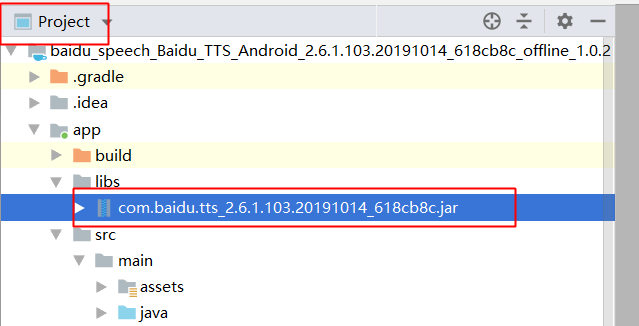 Project
baidu_speech_Baidu_TTS_Android_2.6.1.103.20191014_618cb8c_offline_1.0.2
.gradle
.idea
app
build
libs
com.baidu.tts_2.6.1.103.20191014_618cb8c.jar
src
main
assets
java